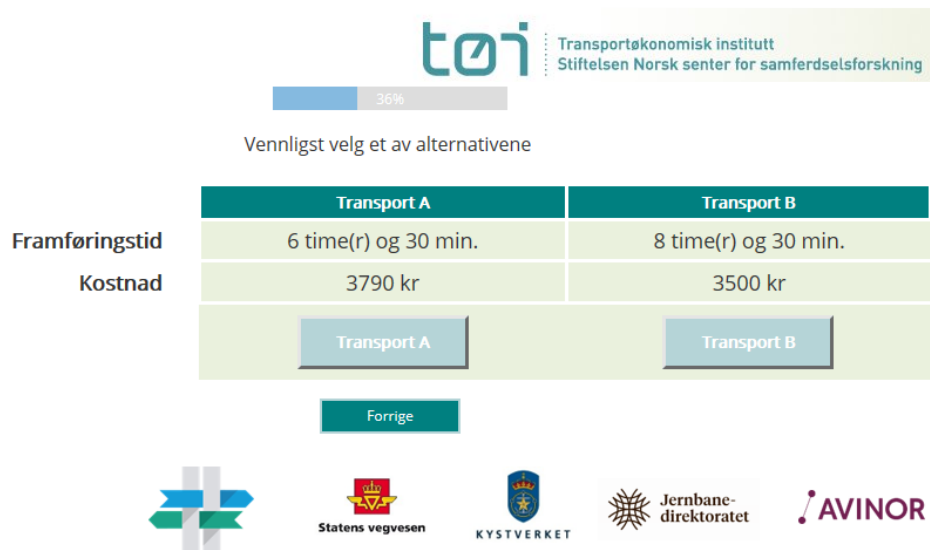 tøi
Transportøkonomisk institutt
Stiftelsen Norsk senter for samferdselsforskning
36%
Vennligst velg et av alternativene
Transport A Transport B
Framføringstid 6 time(r) og 30 min. 8 time(r) og 30 min.
Kostnad 3790 kr 3500 kr
Transport A Transport B
Forrige
Statens vegvesen
KYSTVERKET
Jernbane-
direktoratet
AVINOR